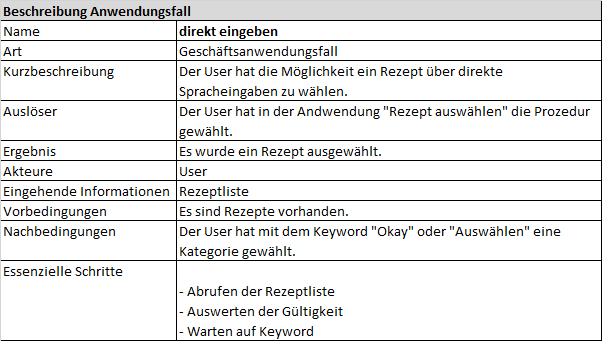 Beschreibung Anwendungsfall
Name direkt eingeben
Art Geschäftsanwendungsfall
Kurzbeschreibung Der User hat die Möglichkeit ein Rezept über direkte
Spracheingaben zu wählen.
Auslöser Der User hat in der Andwendung "Rezept auswählen" die Prozedur
gewählt.
Ergebnis Es wurde ein Rezept ausgewählt.
Akteure User
Eingehende Informationen Rezeptliste
Vorbedingungen Es sind Rezepte vorhanden.
Nachbedingungen Der User hat mit dem Keyword "Okay" oder "Auswählen" eine
Kategorie gewählt.
Essenzielle Schritte
- Abrufen der Rezeptliste
- Auswerten der Gültigkeit
- Warten auf Keyword